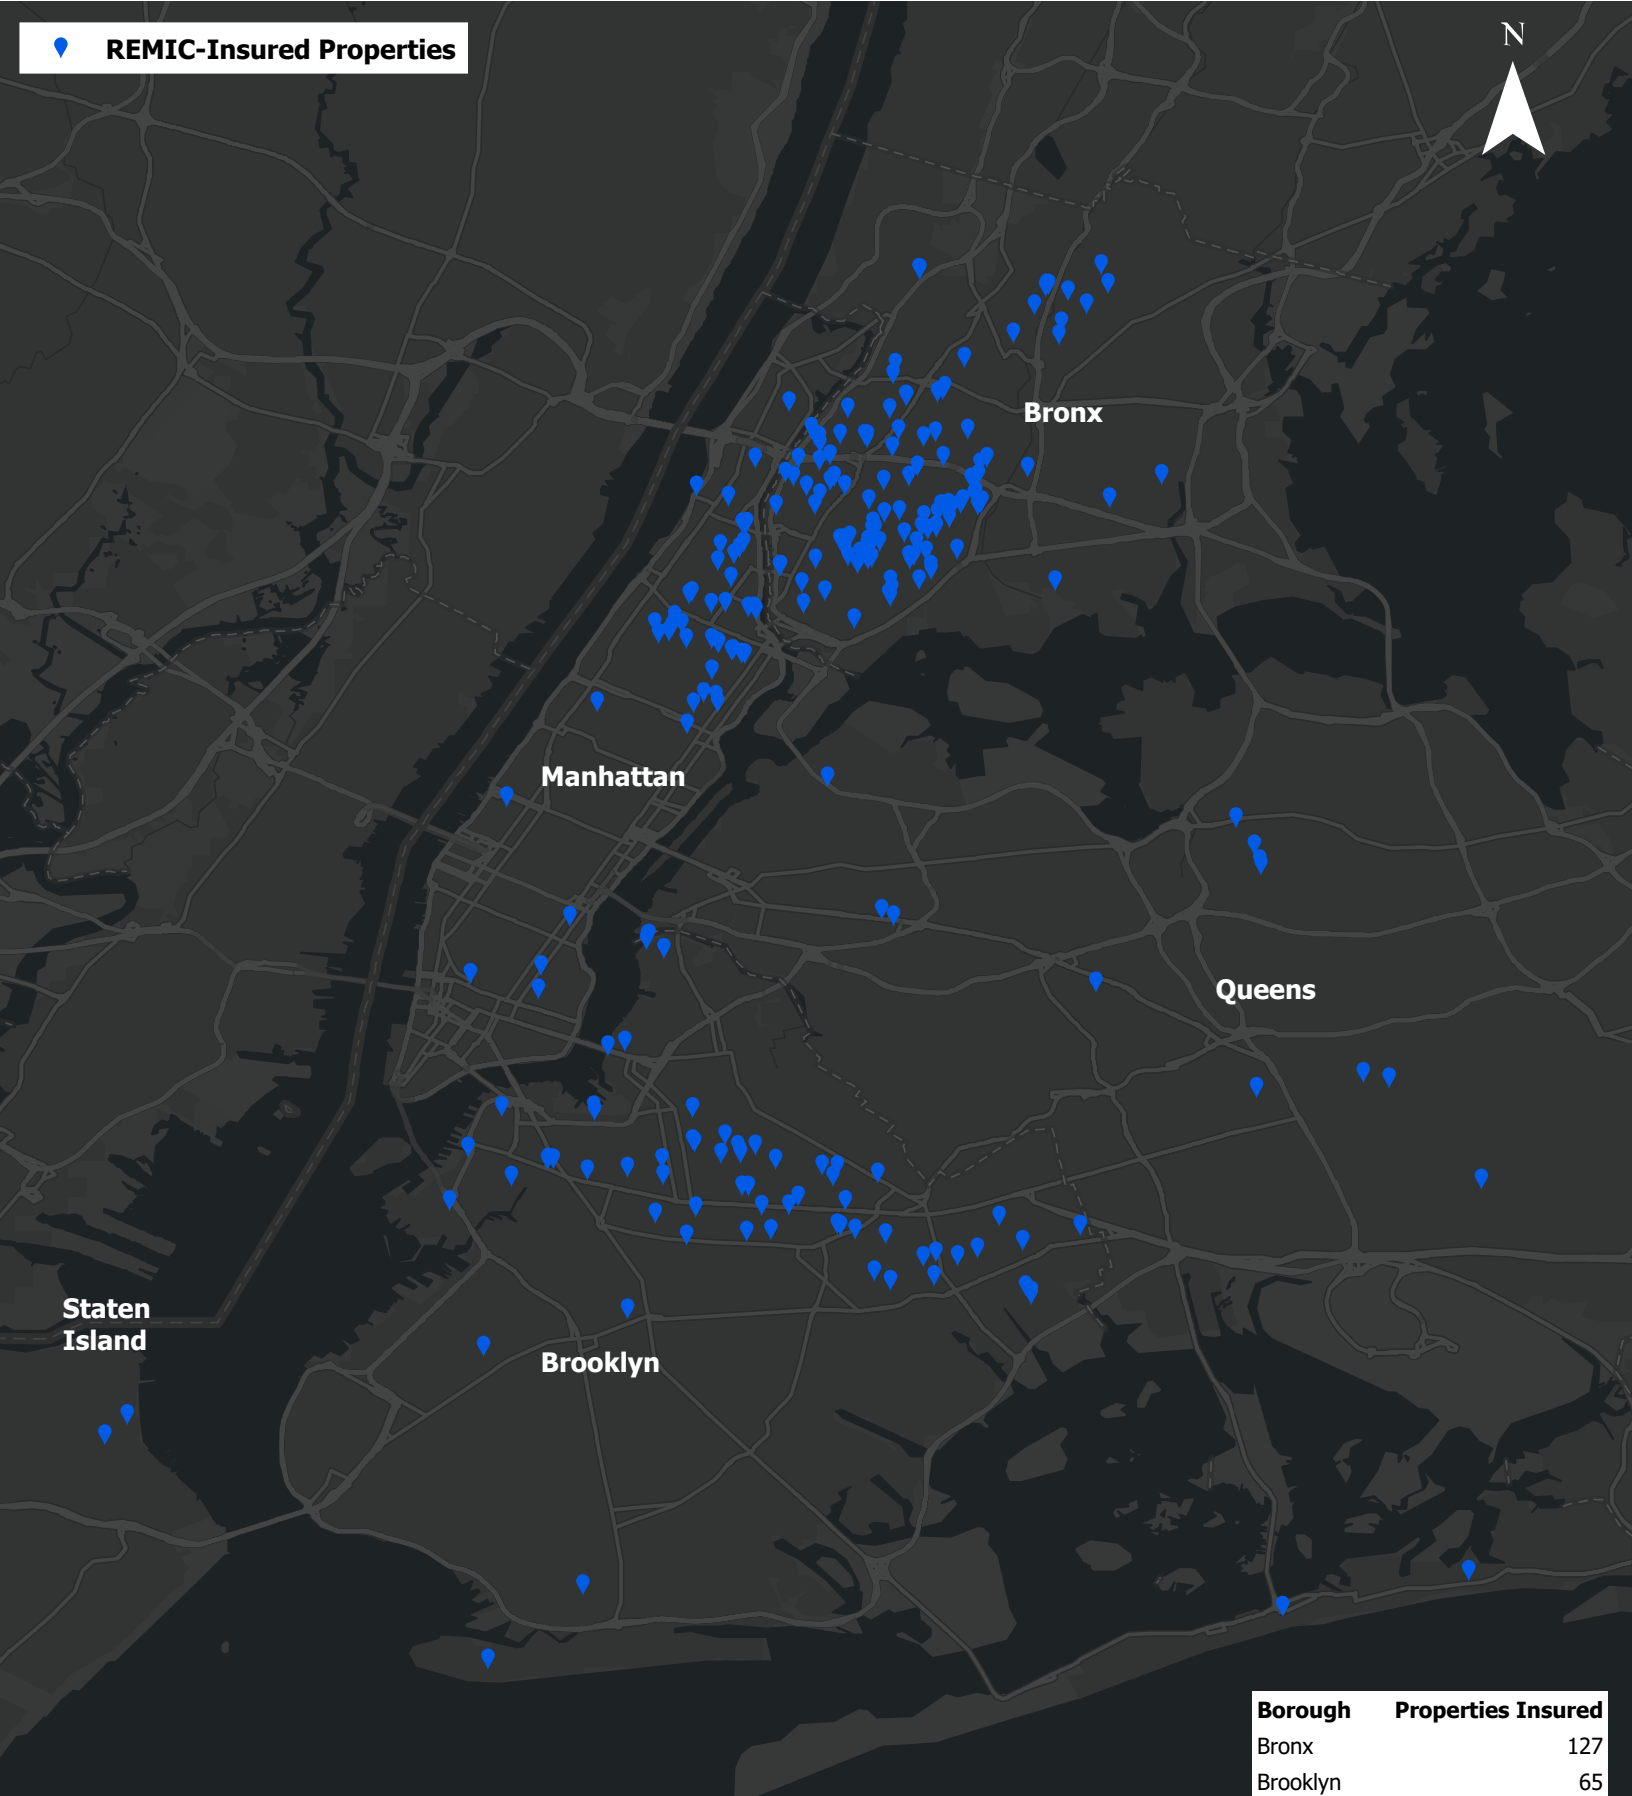 REMIC-Insured Properties
N
Bronx
Manhattan
Queens
Staten
Island
Brooklyn
Borough Properties Insured
Bronx 127
Brooklyn 65